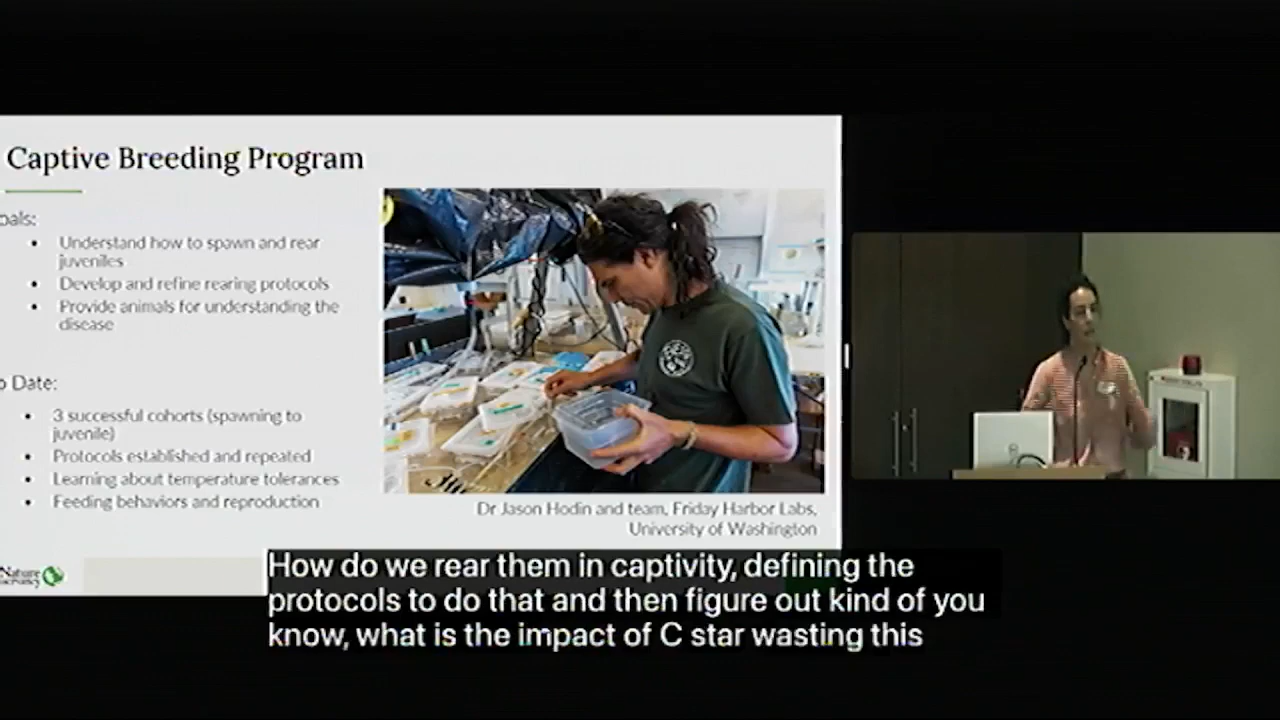 Captive Breeding Program
oals:
• Understand how to spawn and rear
juveniles
• Develop and refine rearing protocols
• Provide animals for understanding the
disease
o Date:
• 3 successful cohorts (spawning to
juvenile)
• Protocols established and repeated
• Learning about temperature tolerances
• Feeding behaviors and reproduction
Dr Jason Hodin and team, Friday Harbor Labs,
University of Washington
Nature
How do we rear them in captivity, defining the
protocols to do that and then figure out kind of you
know, what is the impact of C star wasting this